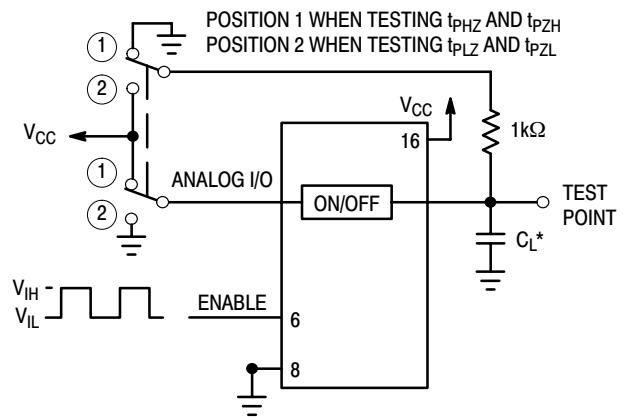 POSITION 1 WHEN TESTING tPHZ AND tPZH
POSITION 2 WHEN TESTING tPLZ AND tPZL
1
2
VCC
VCC
16
1kΩ
1
2
ANALOG I/O
ON/OFF
TEST
POINT
CL*
VIH
VIL
ENABLE
6
8